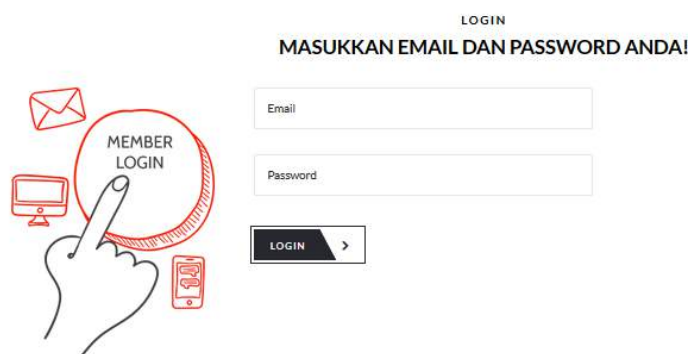 LOGIN
MASUKKAN EMAIL DAN PASSWORD ANDA!
MEMBER
LOGIN
Email
Password
LOGIN